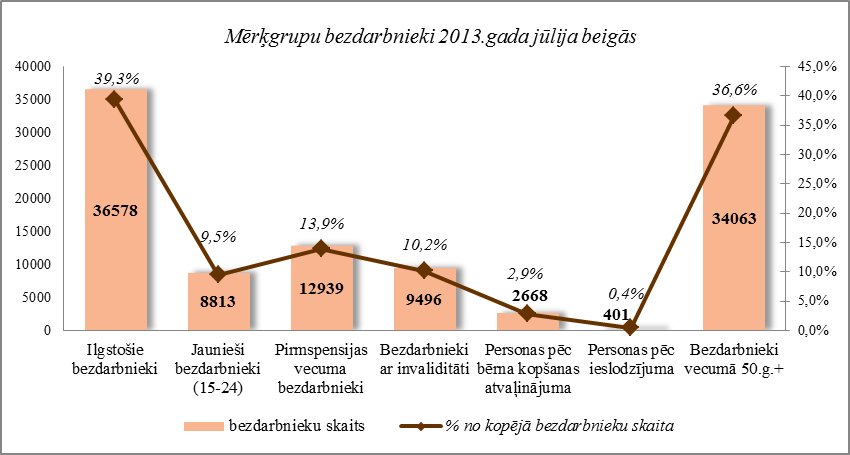 Mērķgrupu bezdarbnieki 2013.gada jūlija beigās
40000
35000
30000
25000
20000
15000
10000
5000
0
45,0%
40,0%
35,0%
30,0%
25,0%
20,0%
15,0%
10,0%
5,0%
0,0%
39,3%
9,5%
13,9%
10,2%
2,9%
0,4%
36,6%
36578
8813
12939
9496
2668
401
34063
Ilgstošie
bezdarbnieki
Jaunieši
bezdarbnieki
(15-24)
Pirmspensijas
vecuma
bezdarbnieki
Bezdarbnieki
ar invaliditāti
Personas pēc
bērna kopšanas
atvaļinājuma
Personas pēc
ieslodzījuma
Bezdarbnieki
vecumā 50.g.+
bezdarbnieku skaits
% no kopējā bezdarbnieku skaita